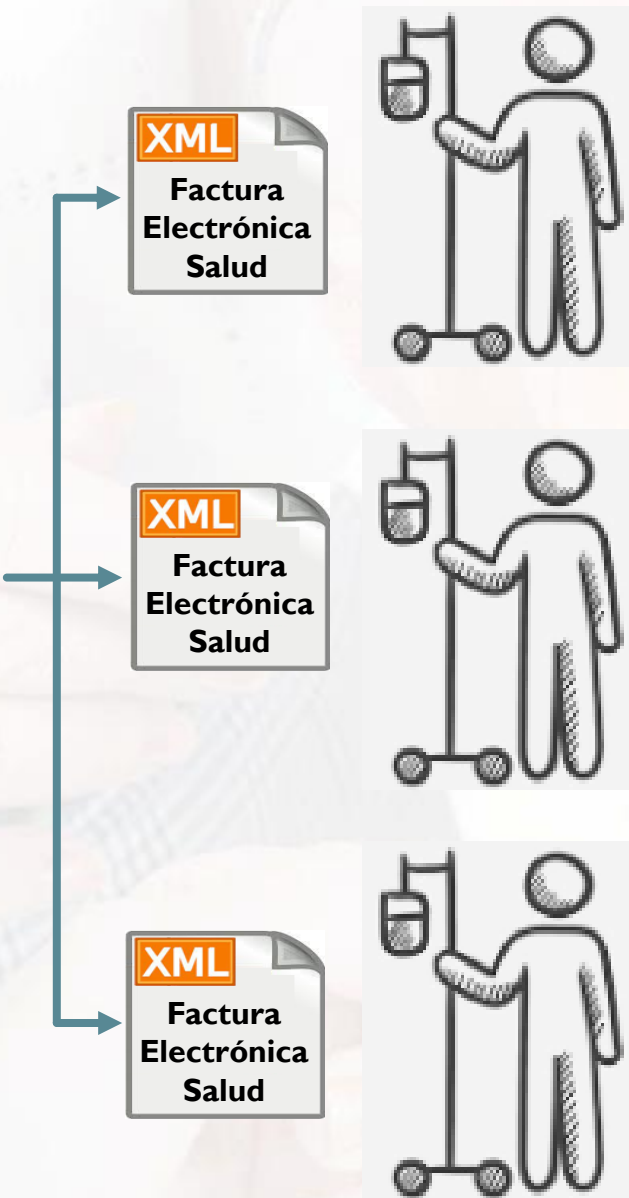 XML
Factura
Electrónica
Salud
XML
Factura
Electrónica
Salud
XML
Factura
Electrónica
Salud